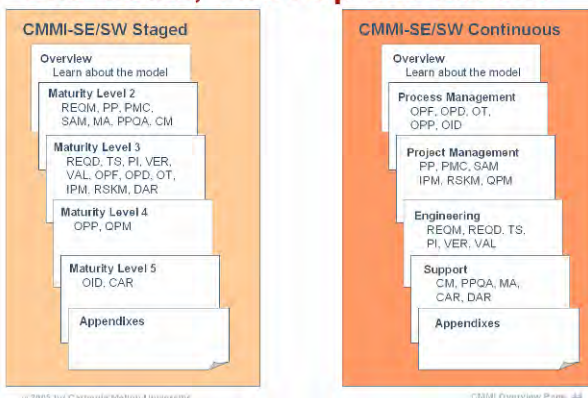 CMMI-SE/SW Staged
Overview
Learn about the model
Maturity Level 2
REQM, PP, PMC,
SAM, MA, PPQA, CM
Maturity Level 3
REQD, TS, PI, VER,
VAL, OPF, OPD, OT,
IPM, RSKM, DAR
Maturity Level 4
OPP, QPM
Maturity Level 5
OID, CAR
Appendixes
CMMI-SE/SW Continuous
Overview
Learn about the model
Process Management
OPF, OPD, OT,
OPP, OID
Project Management
PP, PMC, SAM
IPM, RSKM, QPM
Engineering
REQM, REQD, TS,
PI, VER, VAL
Support
CM, PPQA, MA,
CAR, DAR
Appendixes
by Carnegie Mellon University
CMMI Overview Page